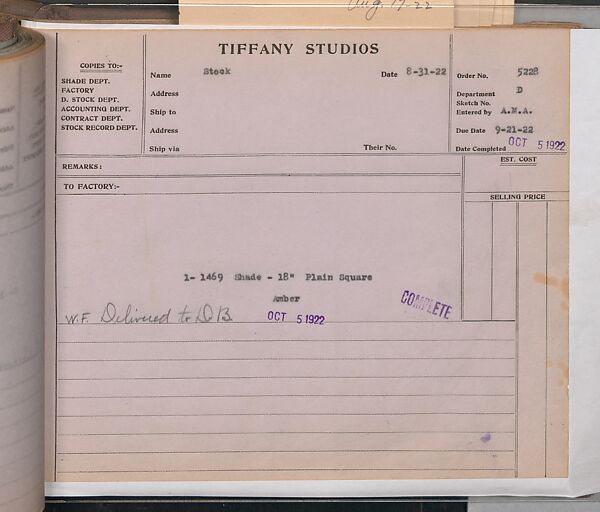 Aug. 17-22
TIFFANY STUDIOS
COPIES TO:-
SHADE DEPT.
FACTORY
D. STOCK DEPT.
ACCOUNTING DEPT.
CONTRACT DEPT.
STOCK RECORD DEPT.
Name Stock Date 8-31-22
Address
Ship to
Address
Ship via Their No.
Order No. 5228
Department D
Sketch No.
Entered by A.M.A.
Due Date 9-21-22
Date Completed OCT 5 1922
REMARKS:
EST. COST
TO FACTORY:-
SELLING PRICE
1- 1469 Shade - 18" Plain Square
Amber
W.F. Delivered to D B. OCT 5 1922
COMPLETE